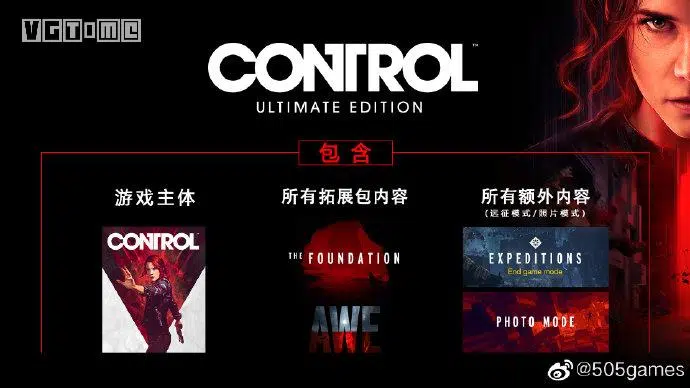 VGTIME
CONTROL™
ULTIMATE EDITION
包含
游戏主体
所有拓展包内容
所有额外内容
(远征模式/照片模式)
CONTROL
THE FOUNDATION
AWE
EXPEDITIONS
End game mode
PHOTO MODE
@505games